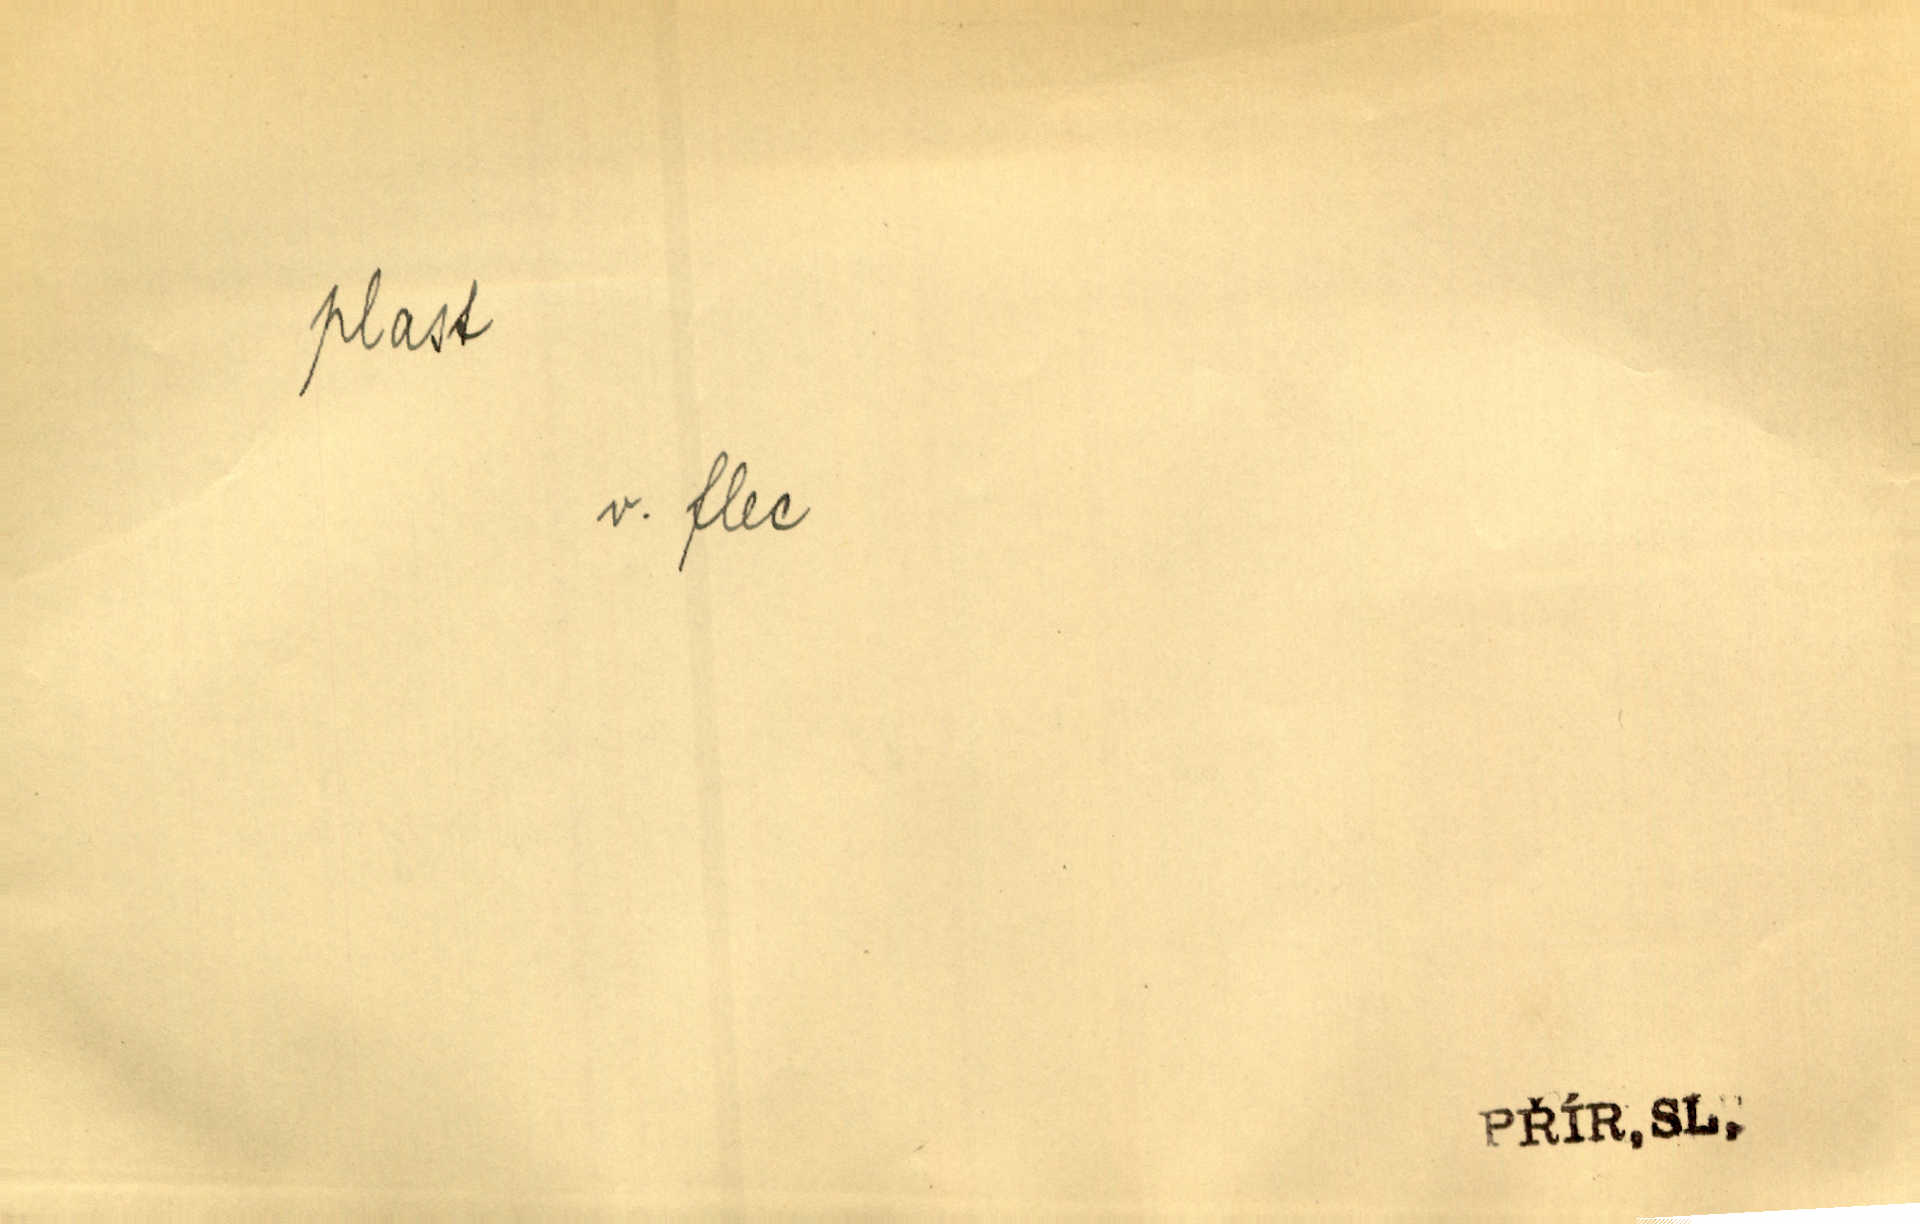 plast
v. flec
PŘÍR, SL,